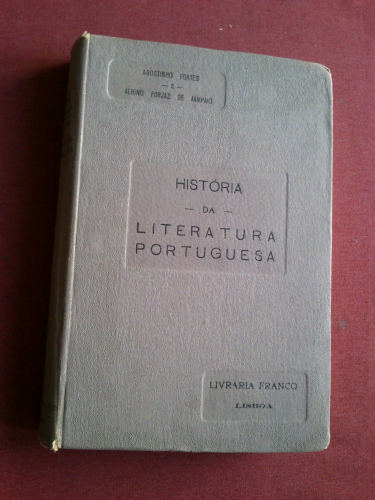 AGOSTINHO FORTES
— E —
ALBINO FORJAZ DE SAMPAIO
HISTÓRIA
— DA —
LITERATURA
PORTUGUESA
LIVRARIA FRANCO
LISBOA